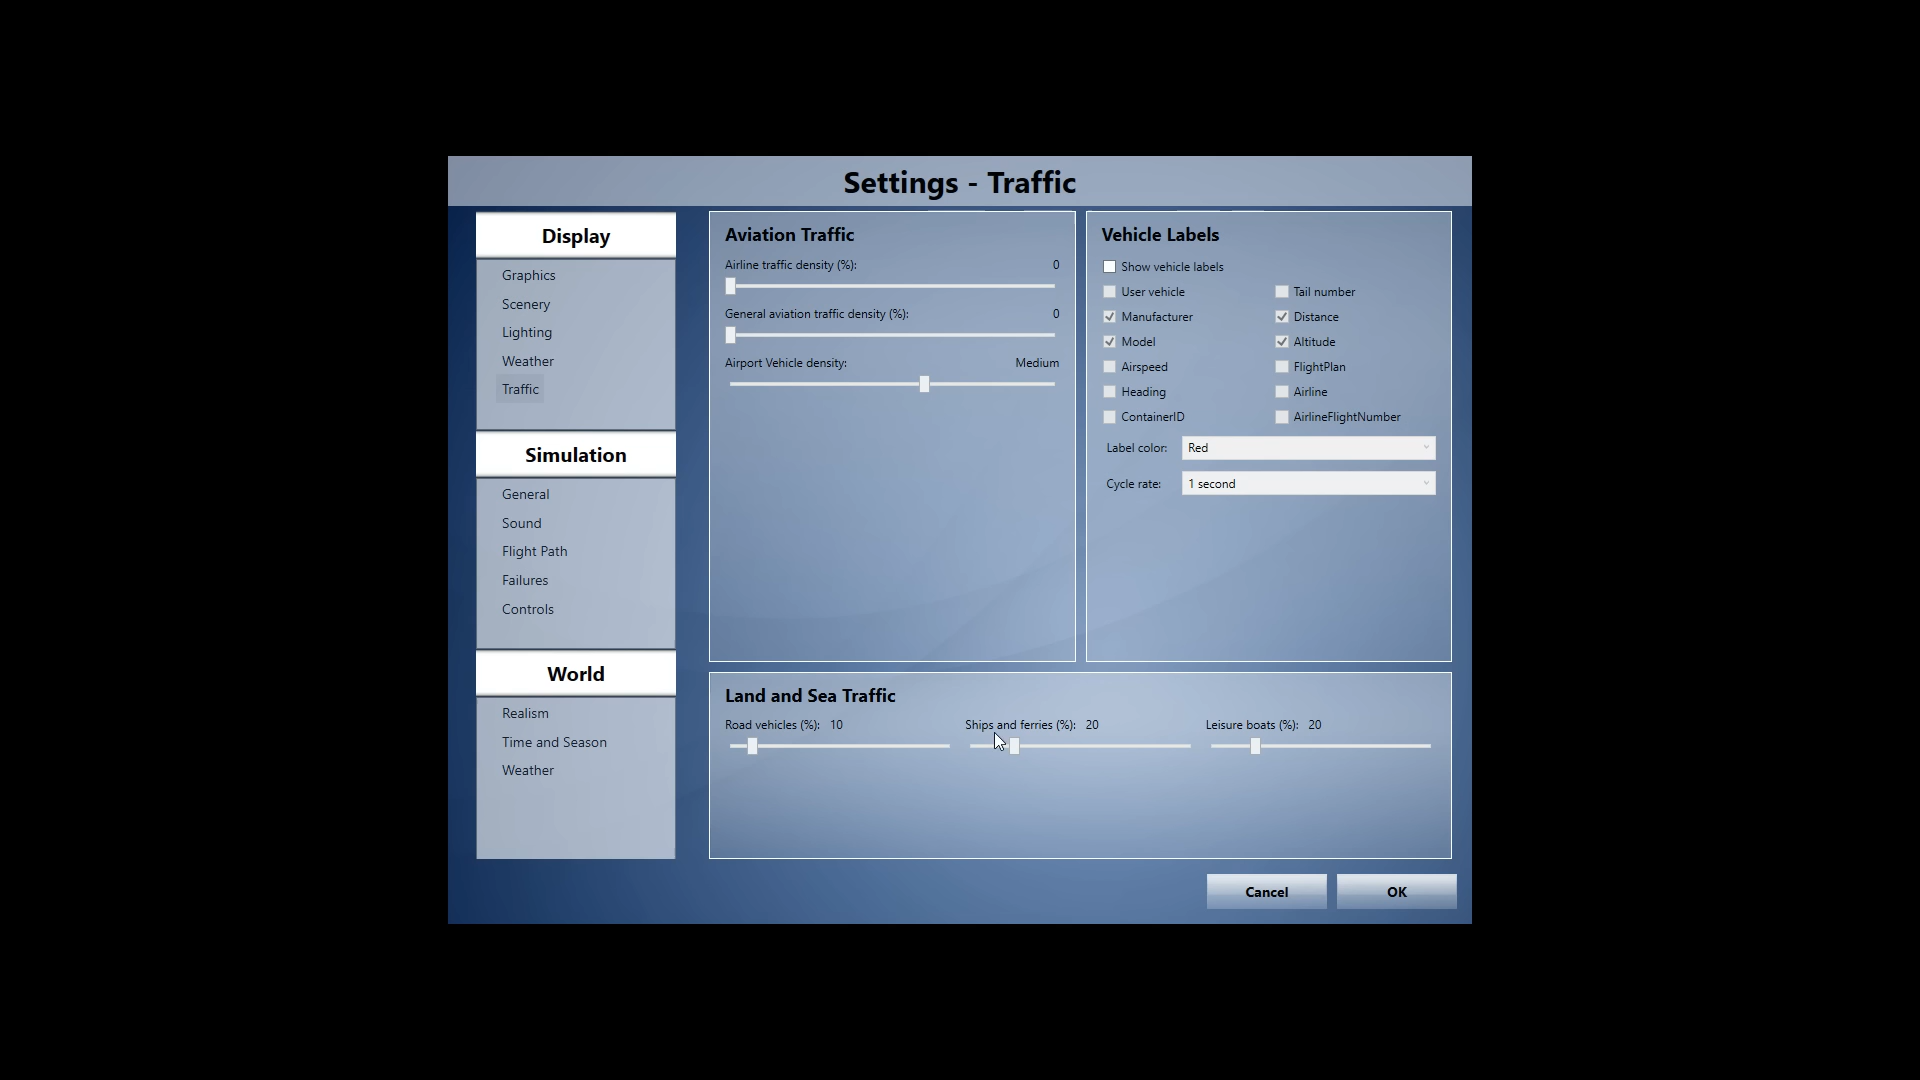 Settings - Traffic
Display
Graphics
Scenery
Lighting
Weather
Traffic
Simulation
General
Sound
Flight Path
Failures
Controls
World
Realism
Time and Season
Weather
Aviation Traffic
Airline traffic density (%): 0
General aviation traffic density (%): 0
Airport Vehicle density: Medium
Vehicle Labels
Show vehicle labels
User vehicle Tail number
Manufacturer Distance
Model Altitude
Airspeed FlightPlan
Heading Airline
ContainerID AirlineFlightNumber
Label color: Red
Cycle rate: 1 second
Land and Sea Traffic
Road vehicles (%): 10 Ships and ferries (%): 20 Leisure boats (%): 20
Cancel OK